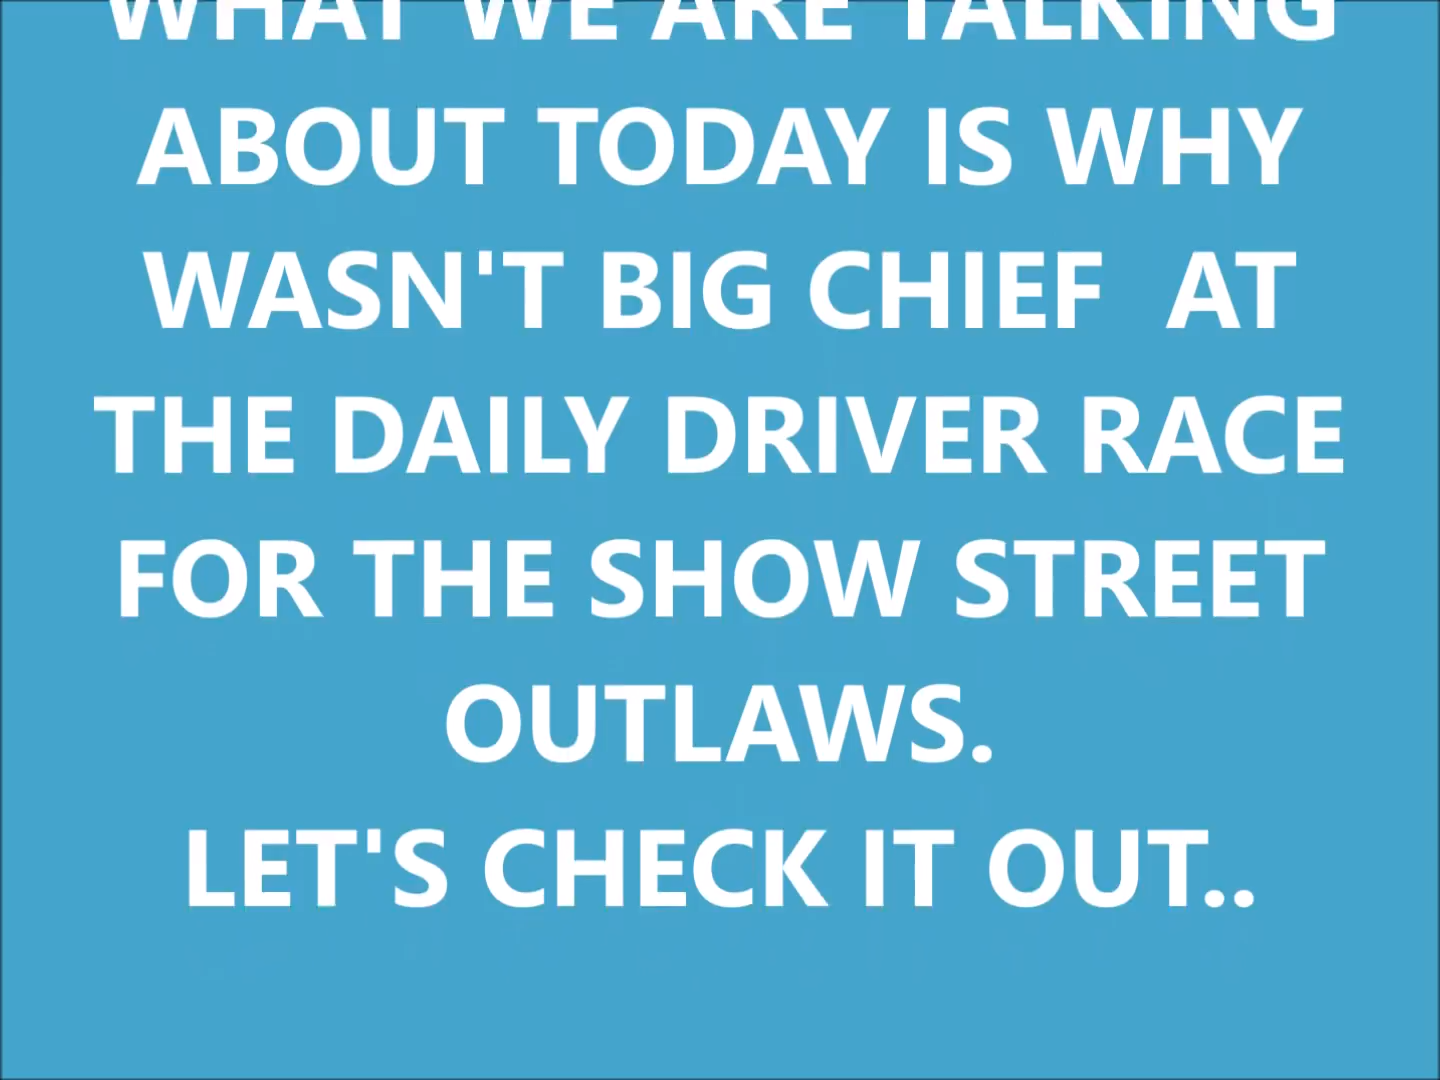 WHAT WE ARE TALKING
ABOUT TODAY IS WHY
WASN'T BIG CHIEF  AT
THE DAILY DRIVER RACE
FOR THE SHOW STREET
OUTLAWS.
LET'S CHECK IT OUT..